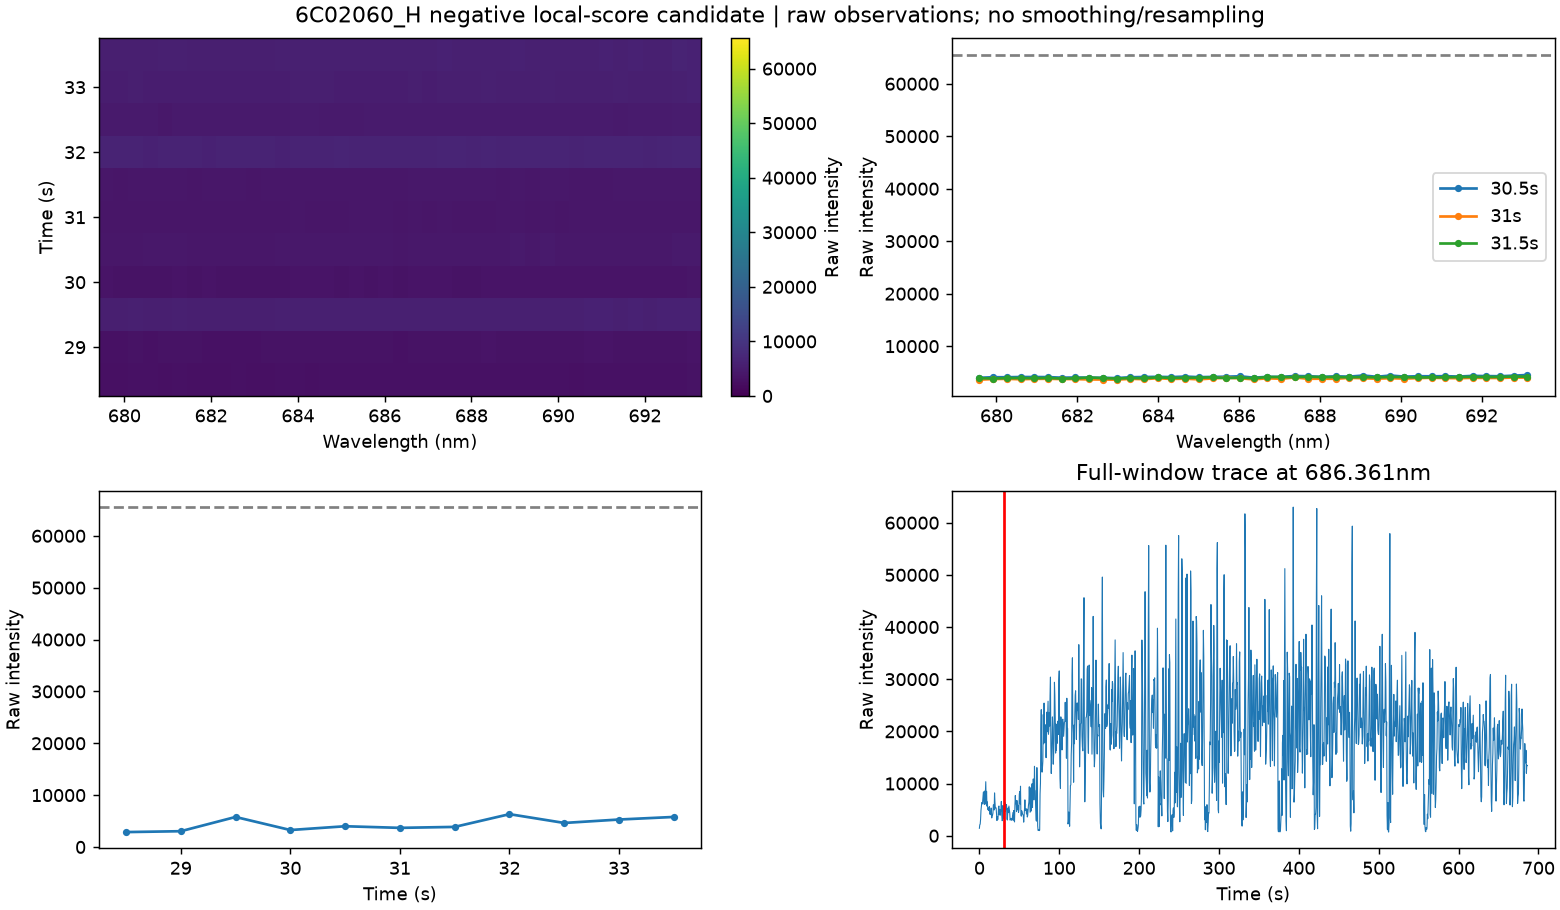 6C02060_H negative local-score candidate | raw observations; no smoothing/resampling
33
32
31
30
29
Time (s)
680 682 684 686 688 690 692
Wavelength (nm)
60000
50000
40000
30000
20000
10000
0
Raw intensity
60000
50000
40000
30000
20000
10000
Raw intensity
30.5s
31s
31.5s
680 682 684 686 688 690 692
Wavelength (nm)
60000
50000
40000
30000
20000
10000
0
Raw intensity
29 30 31 32 33
Time (s)
Full-window trace at 686.361nm
60000
50000
40000
30000
20000
10000
0
Raw intensity
0 100 200 300 400 500 600 700
Time (s)